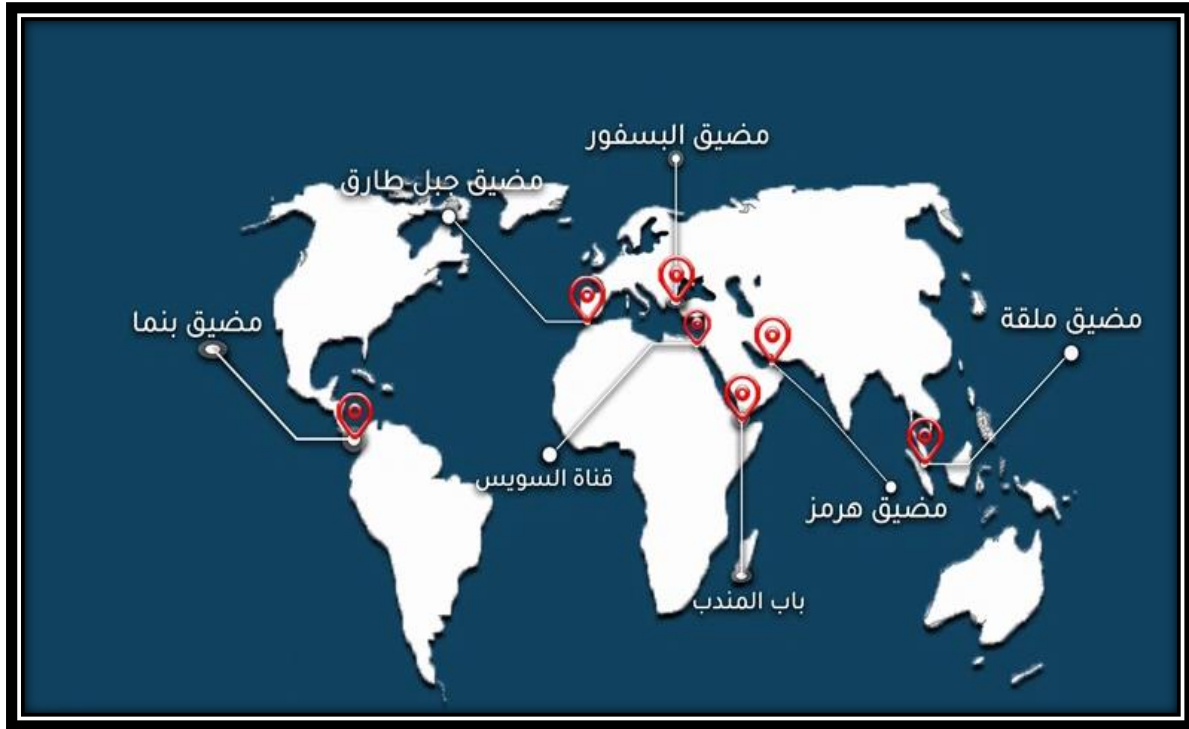 مضيق البسفور
مضيق جبل طارق
مضيق ملقة
مضيق بنما
قناة السويس
مضيق هرمز
باب المندب